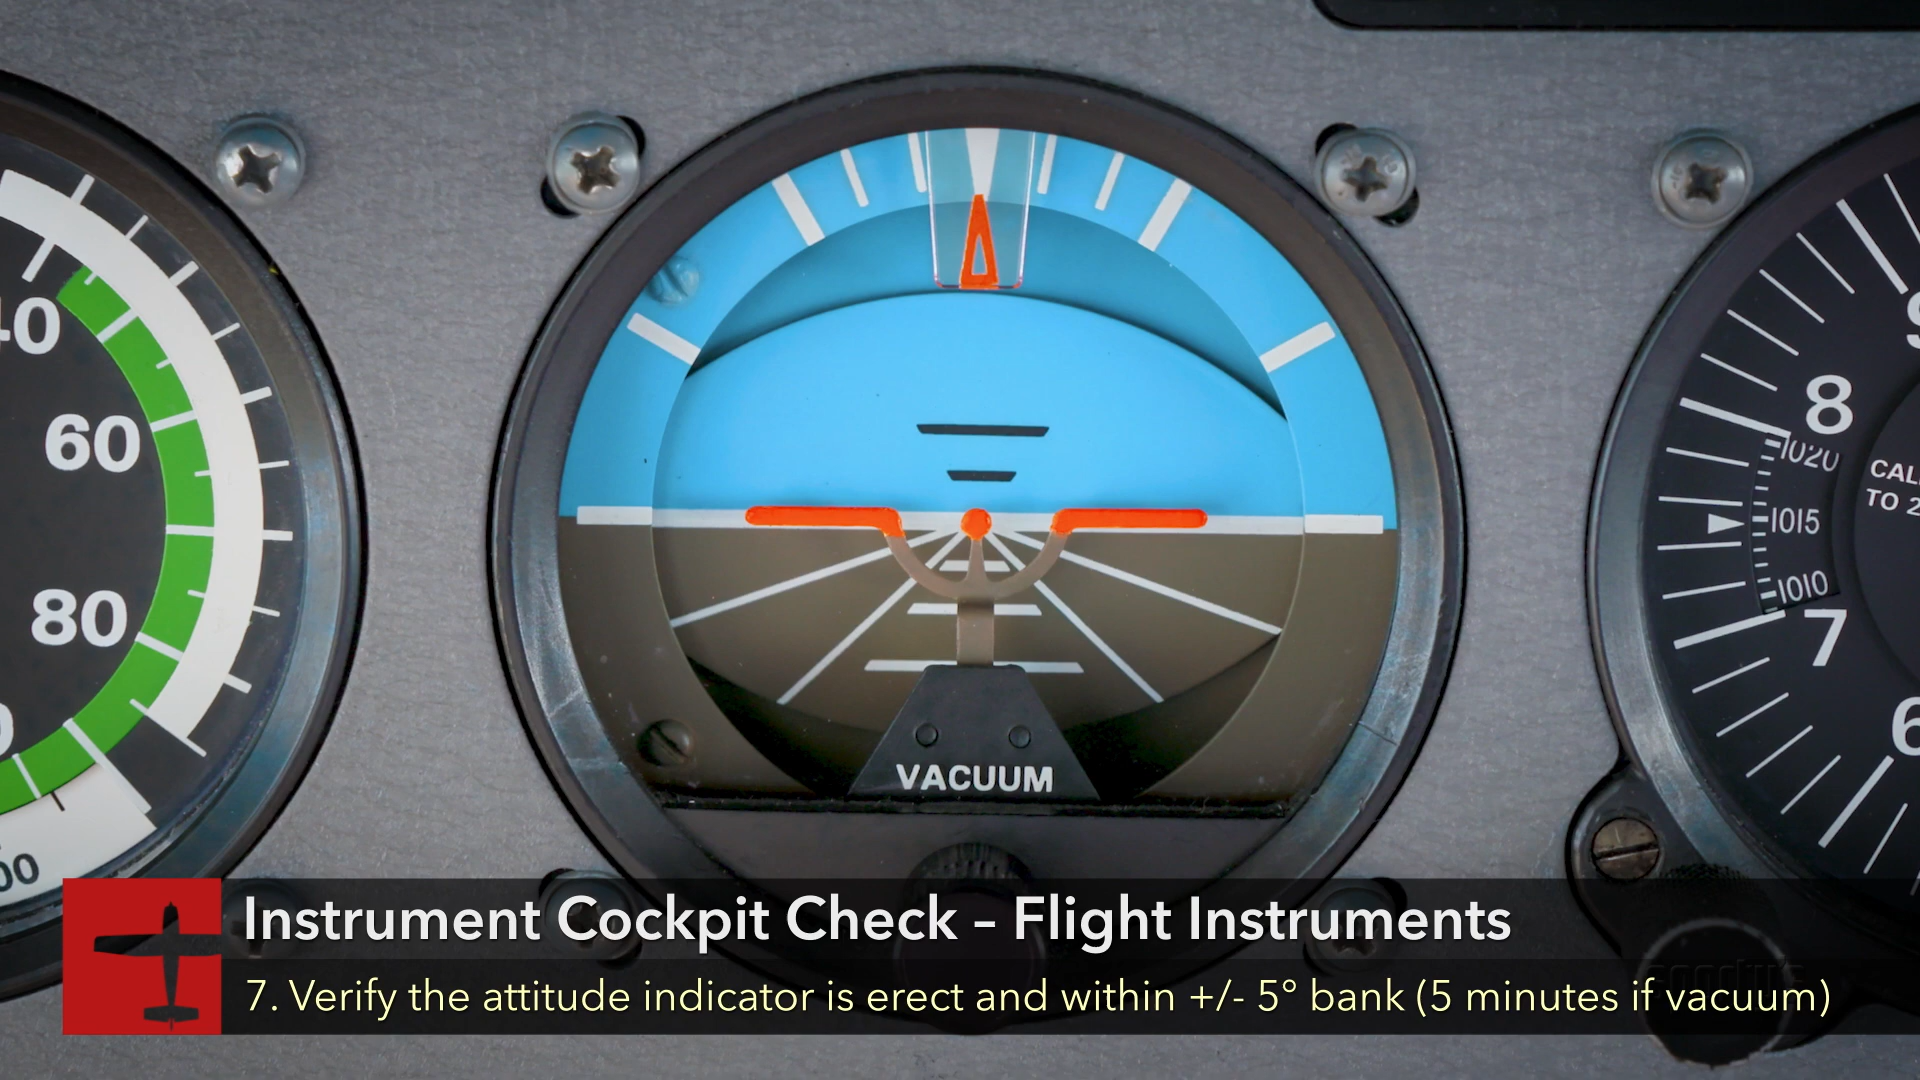 40
60
80
00
VACUUM
8
1020
CAL
TO 2
1015
1010
7
6
Instrument Cockpit Check – Flight Instruments
7. Verify the attitude indicator is erect and within +/- 5° bank (5 minutes if vacuum)